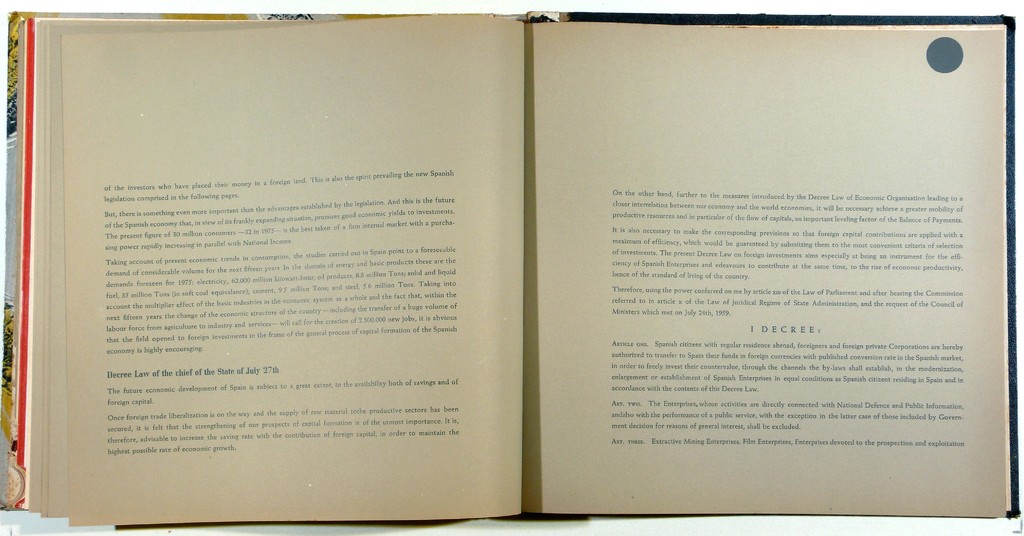 of the investors who have placed their money in a foreign land. This is also the spirit prevailing the new Spanish
legislation comprised in the following pages.
But, there is something even more important than the advantages established by the legislation. And this is the future
of the Spanish economy that, in view of its frankly expanding situation, promises good economic yields to investments.
The present figure of 30 million consumers —32 in 1975— is the best taken of a firm internal market with a purcha-
sing power rapidly increasing in parallel with National Income.
Taking account of present economic trends in consumption, the studies carried out in Spain point to a foreseable
demand of considerable volume for the next fifteen years. In the domain of energy and basic products these are the
demands foreseen for 1975: electricity, 62,000 million kilowatt-hour; oil products, 8.8 million Tons; solid and liquid
fuel, 83 million Tons (in soft coal equivalence); cement, 9.5 million Tons; and steel, 5.6 million Tons. Taking into
account the multiplier effect of the basic industries in the economic system as a whole and the fact that, within the
next fifteen years the change of the economic structure of the country —including the transfer of a huge volume of
labour force from agriculture to industry and services— will call for the creation of 2.500.000 new jobs, it is obvious
that the field opened to foreign investments in the frame of the general process of capital formation of the Spanish
economy is highly encouraging.
Decree Law of the chief of the State of July 27th
The future economic development of Spain is subject to a great extent, to the availability both of savings and of
foreign capital.
Once foreign trade liberalization is on the way and the supply of raw material tothe productive sectors has been
secured, it is felt that the strengthening of our prospects of capital formation is of the utmost importance. It is,
therefore, advisable to increase the saving rate with the contribution of foreign capital, in order to maintain the
highest possible rate of economic growth.
On the other hand, further to the measures introduced by the Decree Law of Economic Organisation leading to a
closer interrelation between our economy and the world economies, it will be necessary achieve a greater mobility of
productive resources and in particular of the flow of capitals, an important leveling factor of the Balance of Payments.
It is also necessary to make the corresponding previsions so that foreign capital contributions are applied with a
maximum of efficiency, which would be guaranteed by submitting them to the most convenient criteria of selection
of investments. The present Decree Law on foreign investments aims especially at being an instrument for the effi-
ciency of Spanish Enterprises and endeavours to contribute at the same time, to the rise of economic productivity,
hence of the standard of living of the country.
Therefore, using the power conferred on me by article of the Law of Parliament and after hearing the Commission
referred to in article of the Law of Juridical Regime of State Administration, and the request of the Council of
Ministers which met on July 24th, 1959.
I DECREE:
ARTICLE ONE. Spanish citizens with regular residence abroad, foreigners and foreign private Corporations are hereby
authorized to transfer to Spain their funds in foreign currencies with published conversion rate in the Spanish market,
in order to freely invest their countervalue, through the channels the by-laws shall establish, in the modernization,
enlargement or establishment of Spanish Enterprises in equal conditions as Spanish citizens residing in Spain and in
accordance with the contents of this Decree Law.
ART. TWO. The Enterprises, whose activities are directly connected with National Defence and Public Information,
and/also with the performance of a public service, with the exception in the latter case of those included by Govern-
ment decision for reasons of general interest, shall be excluded.
ART. THREE. Extractive Mining Enterprises. Film Enterprises, Enterprises devoted to the prospection and exploitation